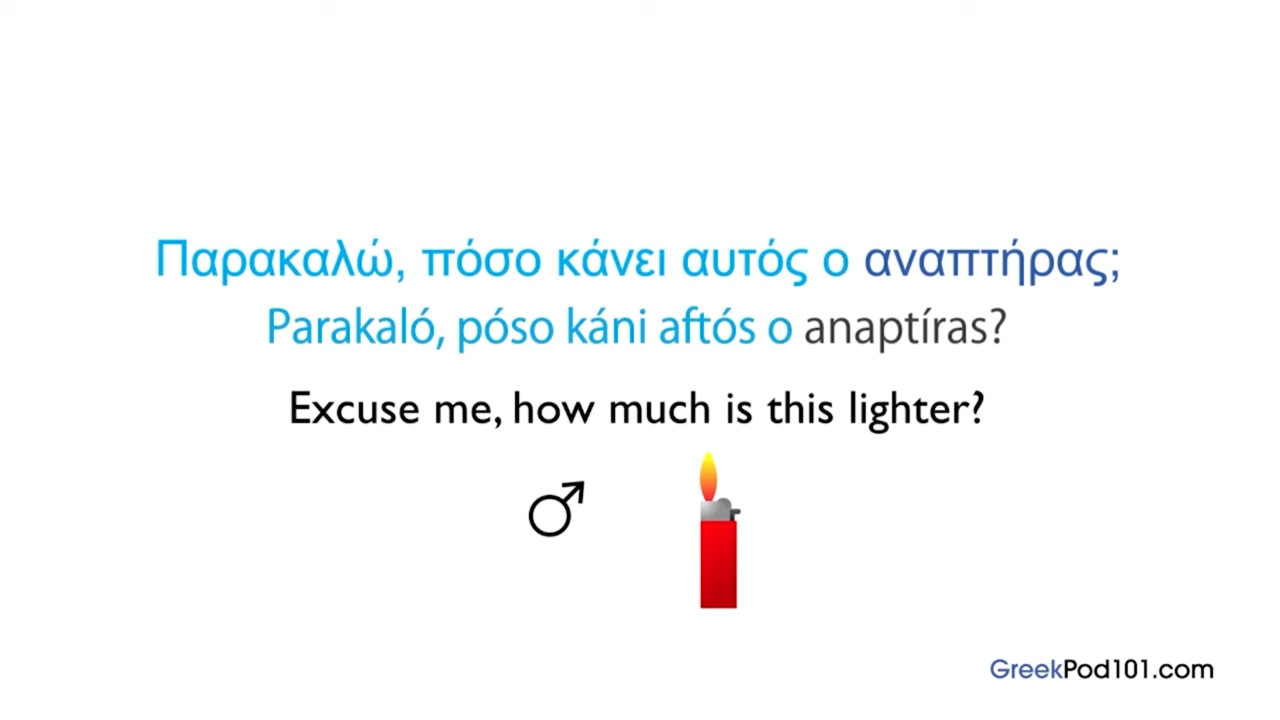 Παρακαλώ, πόσο κάνει αυτός ο αναπτήρας;
Parakaló, póso káni aftós o anaptíras?
Excuse me, how much is this lighter?
GreekPod101.com